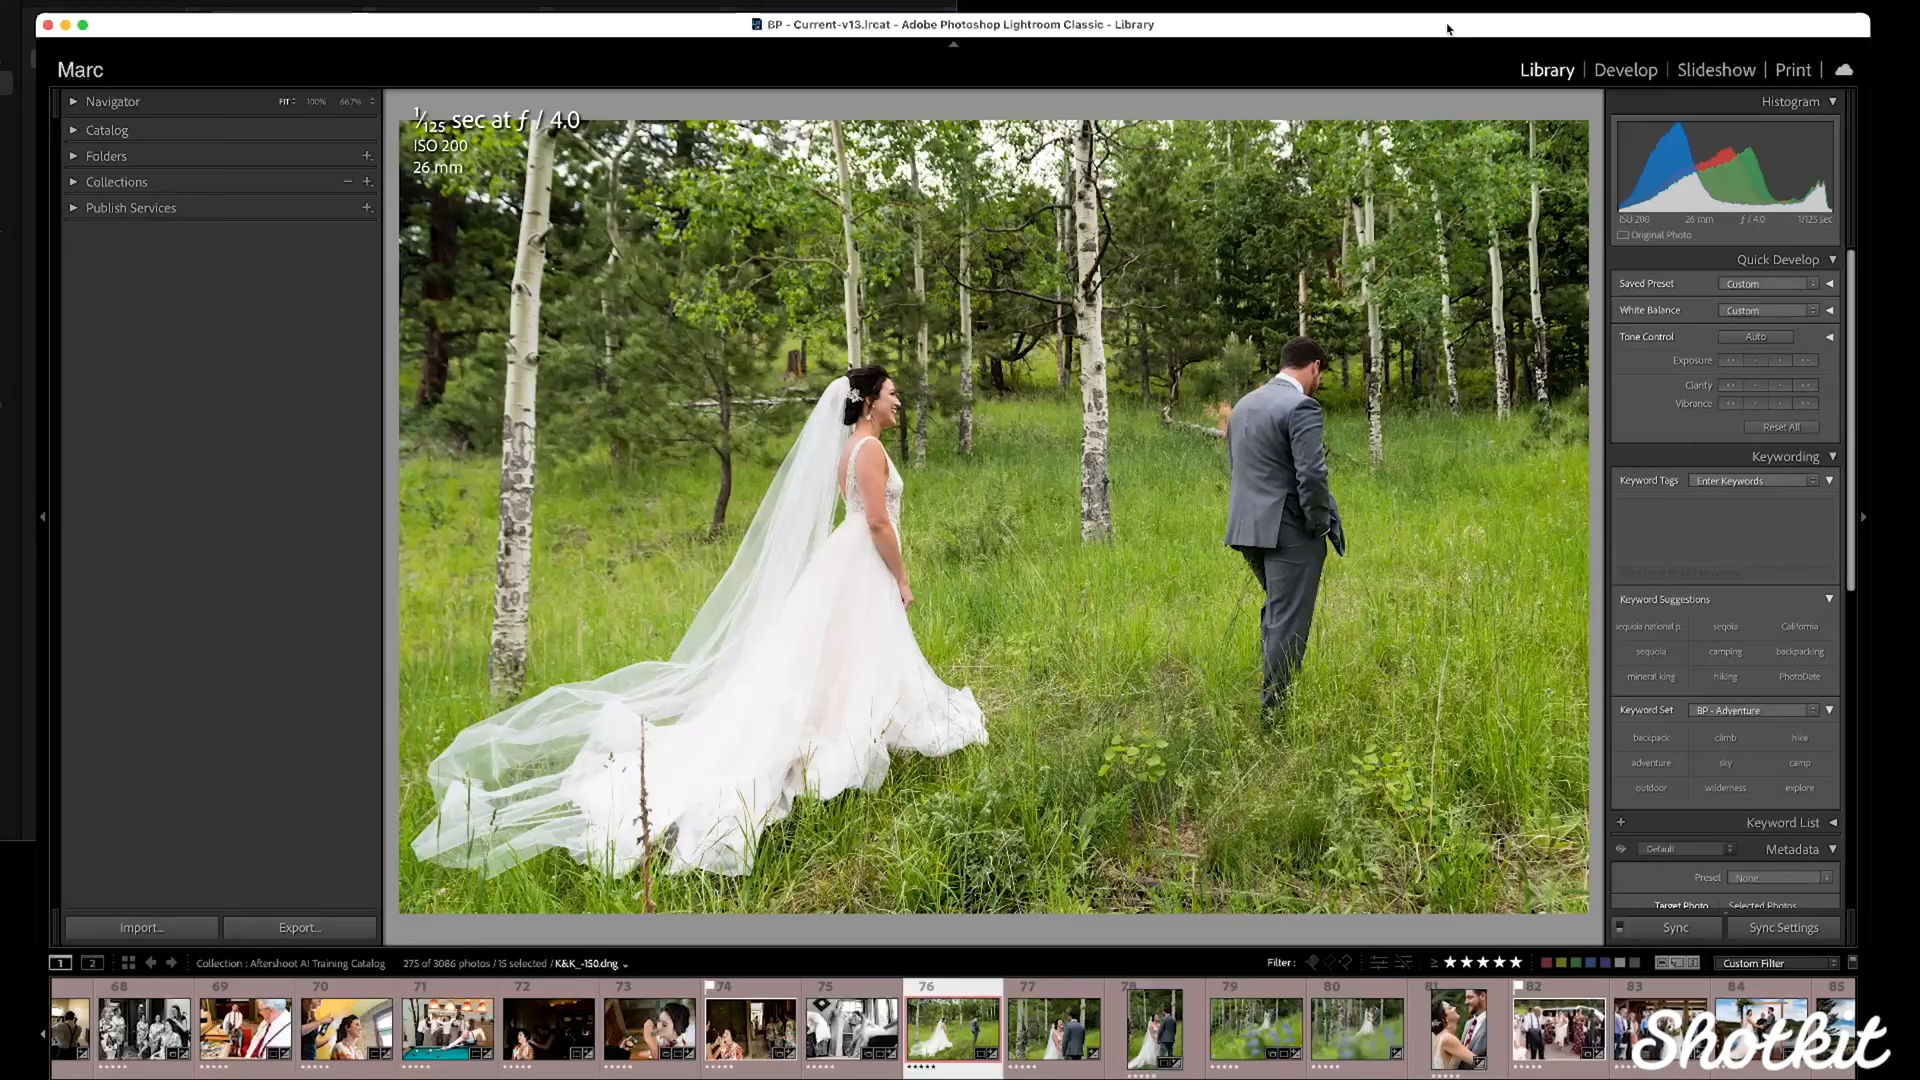 BP - Current-v13.lrcat - Adobe Photoshop Lightroom Classic - Library
Marc
Library | Develop | Slideshow | Print |
Navigator FIT 100% 66.7%
Catalog
Folders
Collections
Publish Services
1/125 sec at ƒ / 4.0
ISO 200
26 mm
Histogram
ISO 200 26 mm ƒ / 4.0 1/125 sec
Original Photo
Quick Develop
Saved Preset Custom
White Balance Custom
Tone Control Auto
Exposure
Clarity
Vibrance
Reset All
Keywording
Keyword Tags Enter Keywords
Keyword Suggestions
sequoia national p... seqoia California
sequoia camping backpacking
mineral king hiking PhotoDate
Keyword Set BP - Adventure
backpack climb hike
adventure sky camp
outdoor wilderness explore
Keyword List
Default Metadata
Preset None
Target Photo Selected Photos
Import... Export...
Sync Sync Settings
1 2 Collection : Aftershoot AI Training Catalog 275 of 3086 photos / 15 selected / K&K_-150.dng Filter : ≥ ★★★★★ Custom Filter
68 69 70 71 72 73 74 75 76 77 78 79 80 81 82 83 84 85
Shotkit